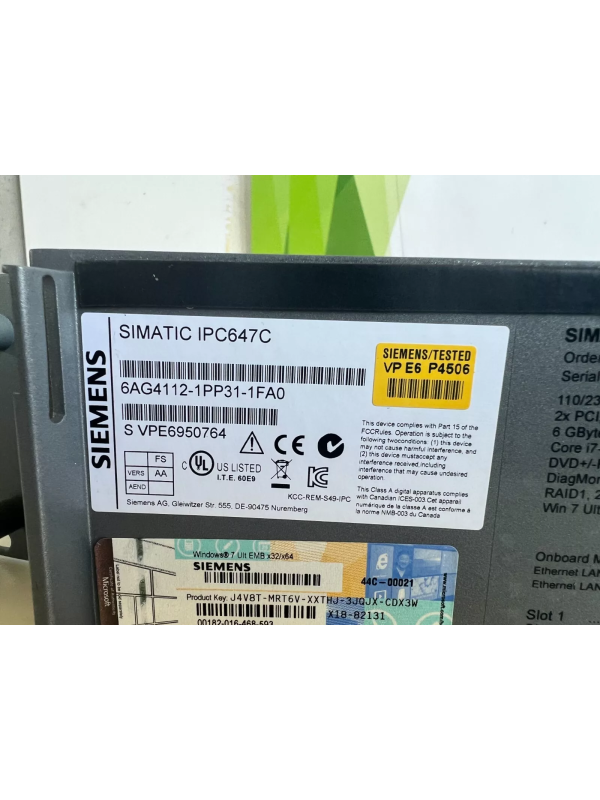 SIEMENS
SIMATIC IPC647C
6AG4112-1PP31-1FA0
S VPE6950764
SIEMENS/TESTED
VP E6 P4506
FS
VERS AA
AEND
C UL US LISTED
I.T.E. 60E9
CE
KCC-REM-S49-IPC
Siemens AG, Gleiwitzer Str. 555, DE-90475 Nuremberg
This device complies with Part 15 of the
FCCRules. Operation is subject to the
following twoconditions: (1) this device
may not cause harmful interference, and
(2) this device mustaccept any
interference received including
interference that may cause undesired
operation.
This Class A digital apparatus complies
with Canadian ICES-003 Cet apparail
numérique de la classe A est conforme à
la norme NMB-003 du Canada
SIM
Order
Serial
110/23
2x PCI
6 GByte
Core i7-
DVD+/-R
DiagMon
RAID1, 2
Win 7 Ult
Onboard M
Ethernet LAN
Ethernet LAN
Slot 1
Microsoft
Windows® 7 Ult EMB x32/x64
SIEMENS
44C-00021
Product Key: J4V8T-MRT6V-XXTHJ-3JQJX-CDX3W
X18-82131
00182-016-468-593